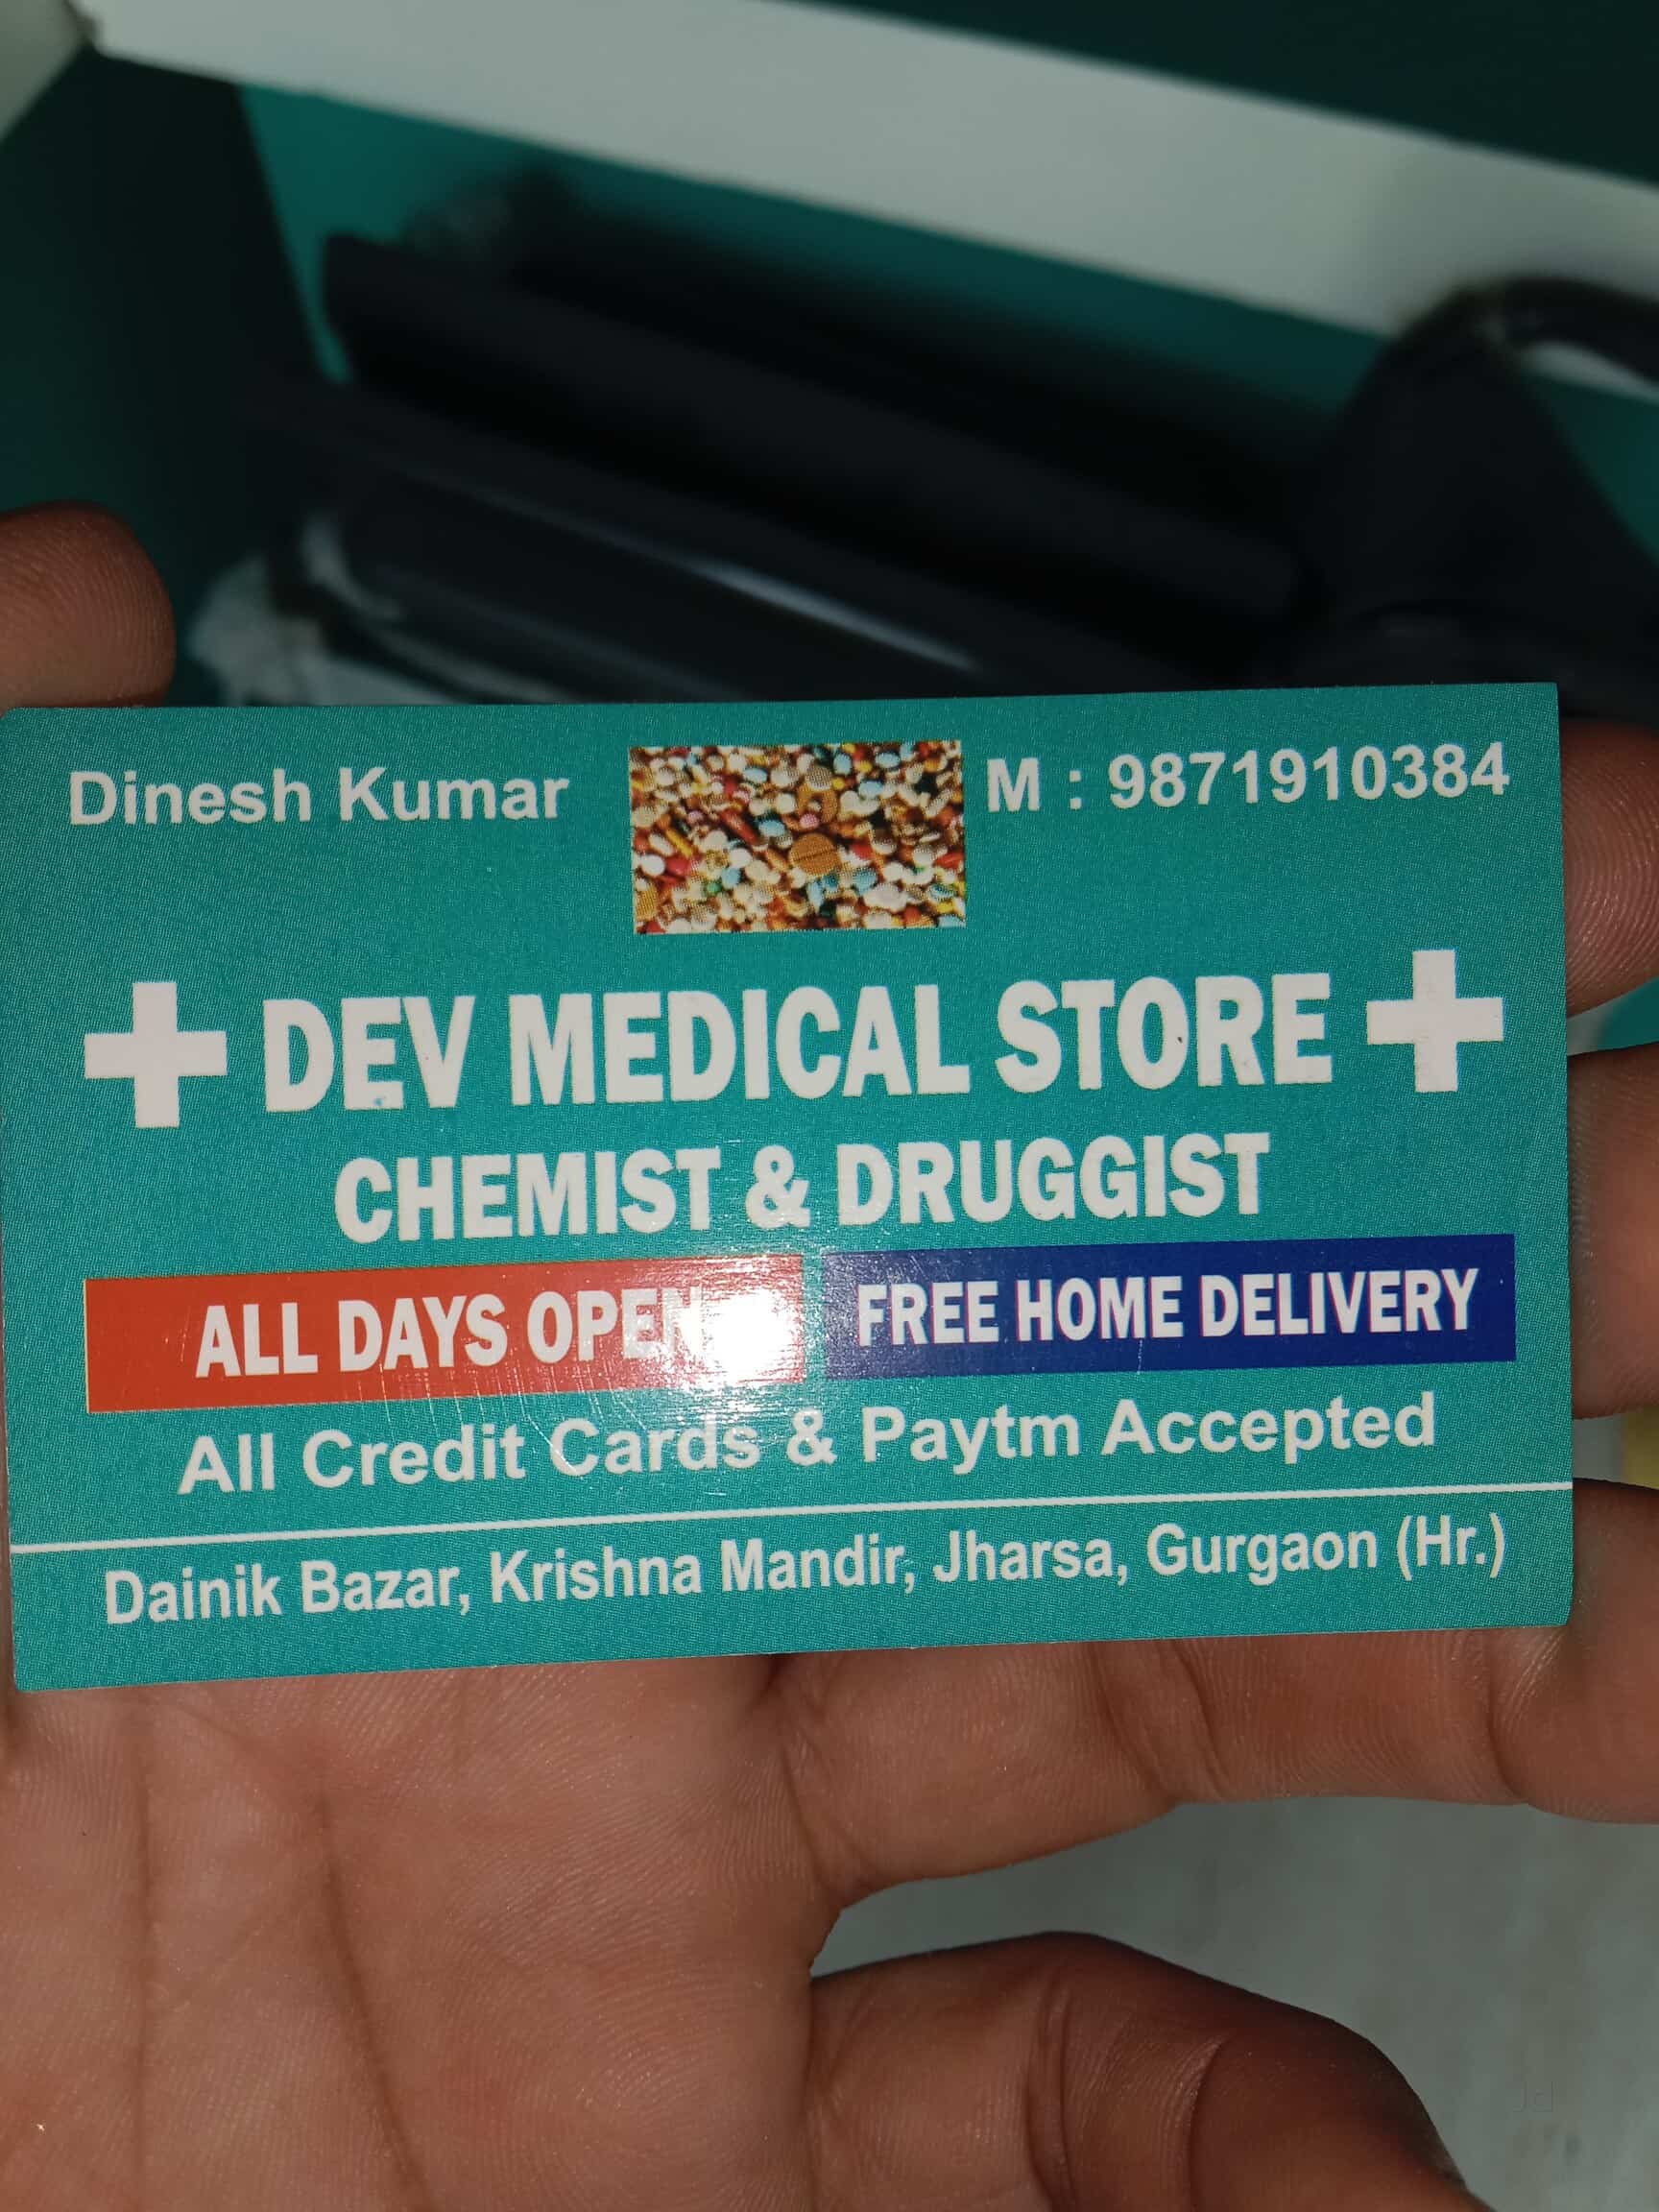 Dinesh Kumar
M : 9871910384
DEV MEDICAL STORE
CHEMIST & DRUGGIST
ALL DAYS OPEN
FREE HOME DELIVERY
All Credit Cards & Paytm Accepted
Dainik Bazar, Krishna Mandir, Jharsa, Gurgaon (Hr.)
Jd